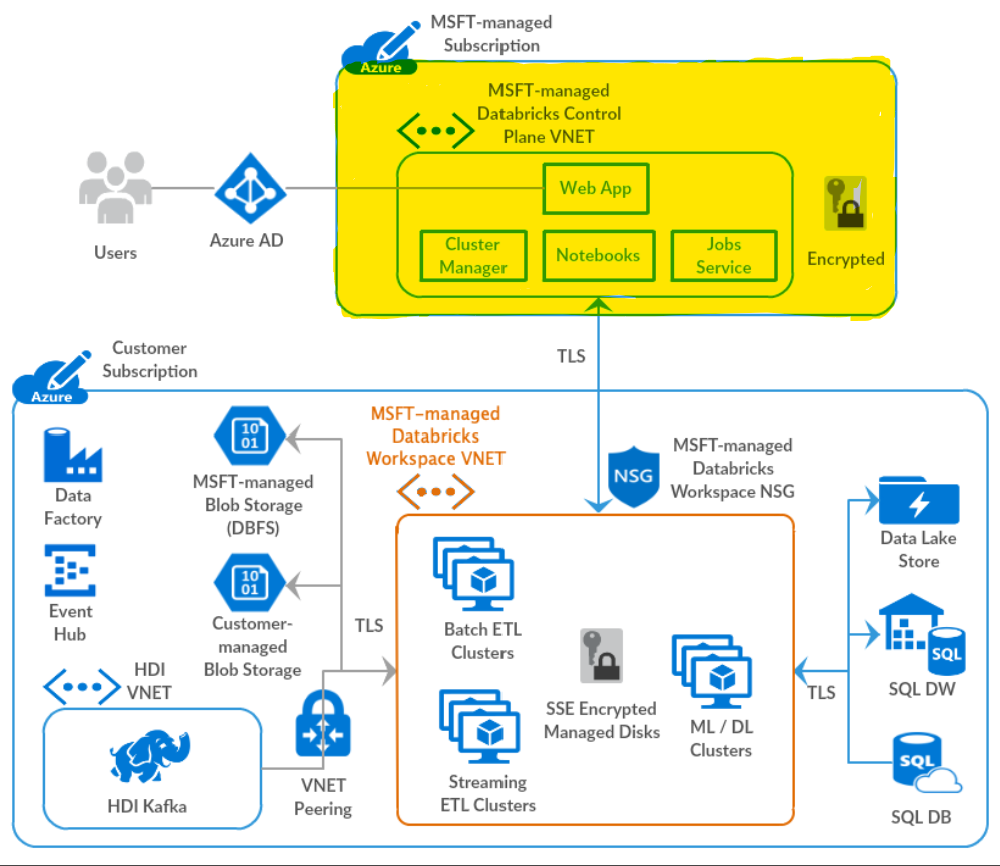 MSFT-managed
Subscription
Azure
MSFT-managed
Databricks Control
Plane VNET
Web App
Cluster
Manager
Notebooks
Jobs
Service
Encrypted
Users
Azure AD
TLS
Customer
Subscription
Azure
Data
Factory
Event
Hub
10
01
MSFT-managed
Blob Storage
(DBFS)
10
01
Customer-
managed
Blob Storage
MSFT-managed
Databricks
Workspace VNET
NSG
MSFT-managed
Databricks
Workspace NSG
TLS
HDI
VNET
HDI Kafka
VNET
Peering
Batch ETL
Clusters
SSE Encrypted
Managed Disks
Streaming
ETL Clusters
ML / DL
Clusters
TLS
Data Lake
Store
SQL
SQL DW
SQL
SQL DB